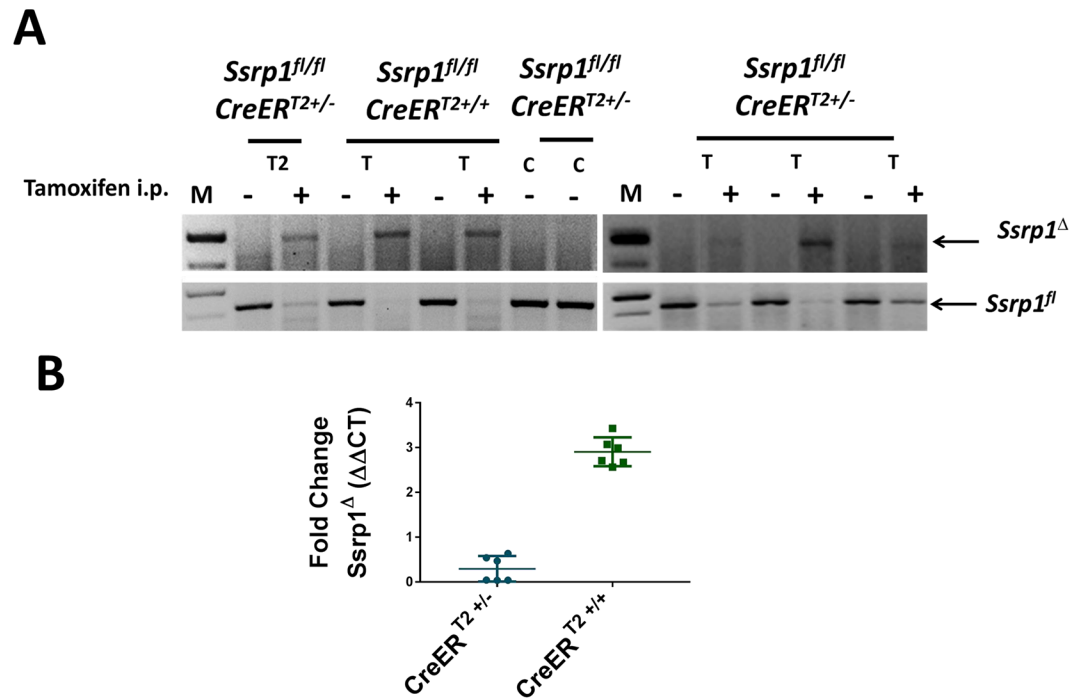 A
Ssrp1fl/fl Ssrp1fl/fl Ssrp1fl/fl Ssrp1fl/fl
CreERT2+/- CreERT2+/+ CreERT2+/- CreERT2+/-
T2 T T C C T T T
Tamoxifen i.p. M - + - + - + - - M - + - + - +
Ssrp1Δ
Ssrp1fl
B
Fold Change
Ssrp1Δ (ΔΔCT)
4
3
2
1
0
CreERT2 +/-
CreERT2 +/+